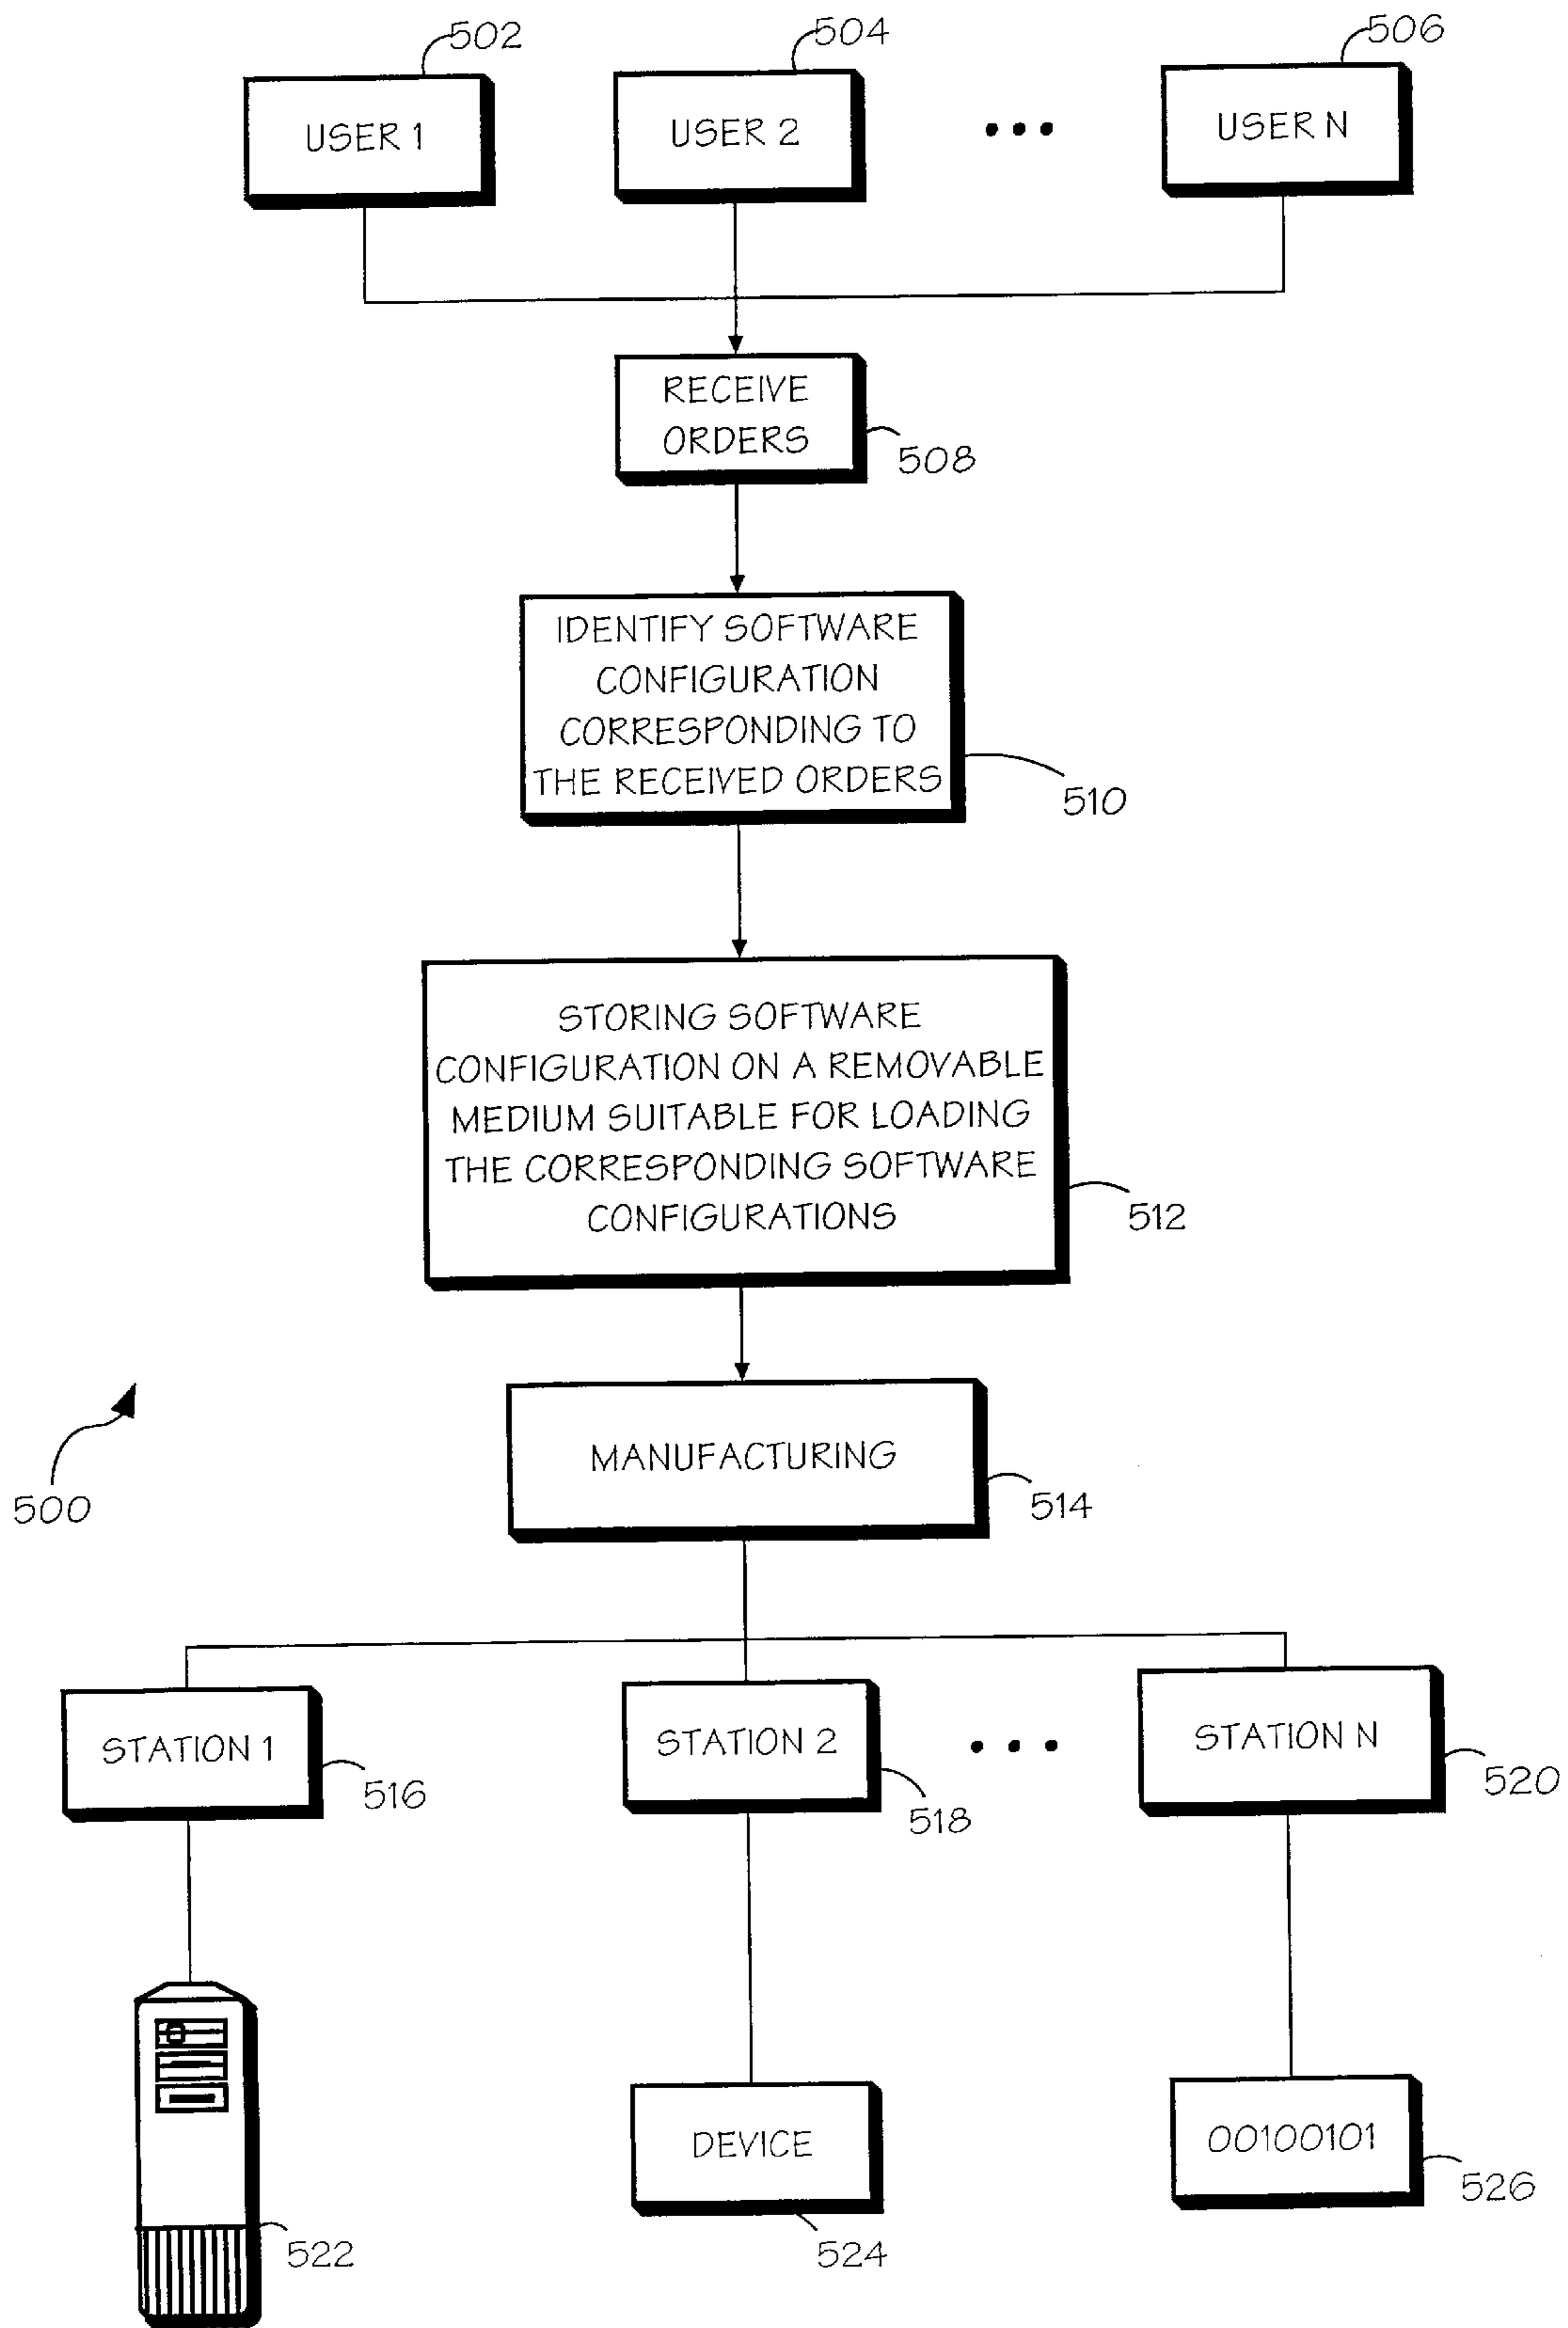 502
504
506
USER 1
USER 2
USER N
RECEIVE
ORDERS
508
IDENTIFY SOFTWARE
CONFIGURATION
CORRESPONDING TO
THE RECEIVED ORDERS
510
STORING SOFTWARE
CONFIGURATION ON A REMOVABLE
MEDIUM SUITABLE FOR LOADING
THE CORRESPONDING SOFTWARE
CONFIGURATIONS
512
MANUFACTURING
514
500
STATION 1
516
STATION 2
518
STATION N
520
522
DEVICE
524
00100101
526